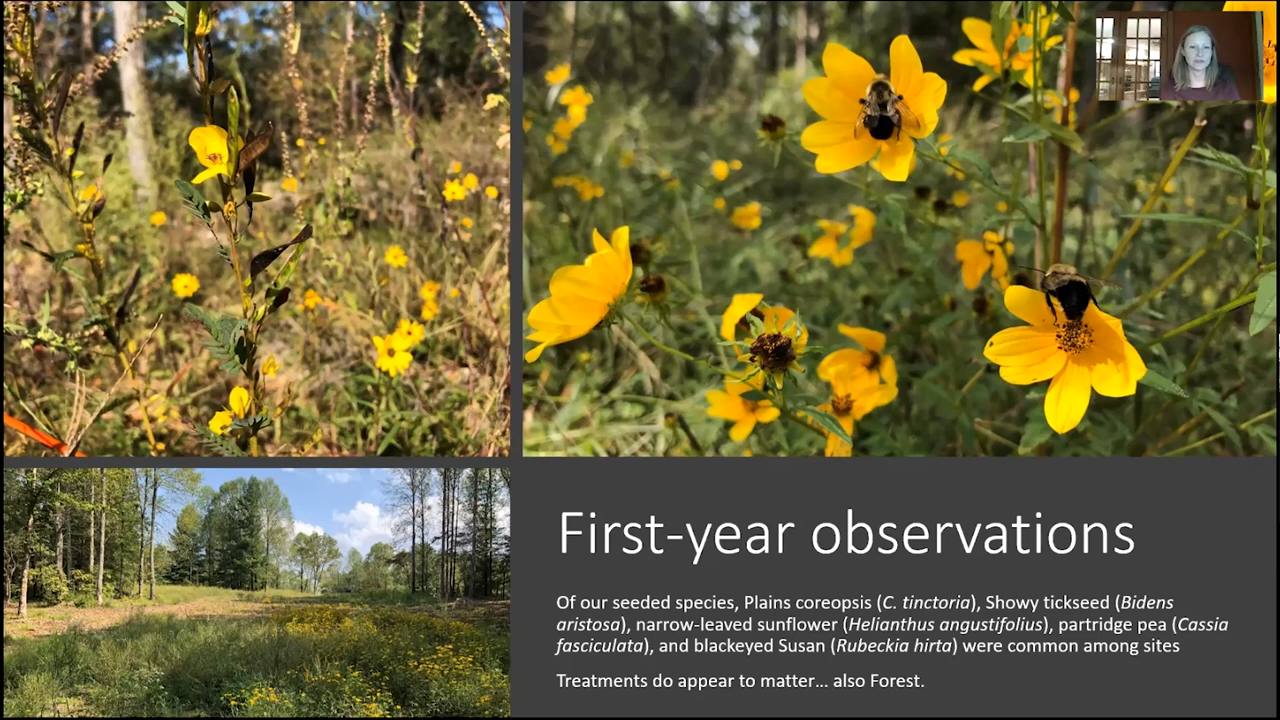 First-year observations
Of our seeded species, Plains coreopsis (C. tinctoria), Showy tickseed (Bidens
aristosa), narrow-leaved sunflower (Helianthus angustifolius), partridge pea (Cassia
fasciculata), and blackeyed Susan (Rubeckia hirta) were common among sites
Treatments do appear to matter... also Forest.